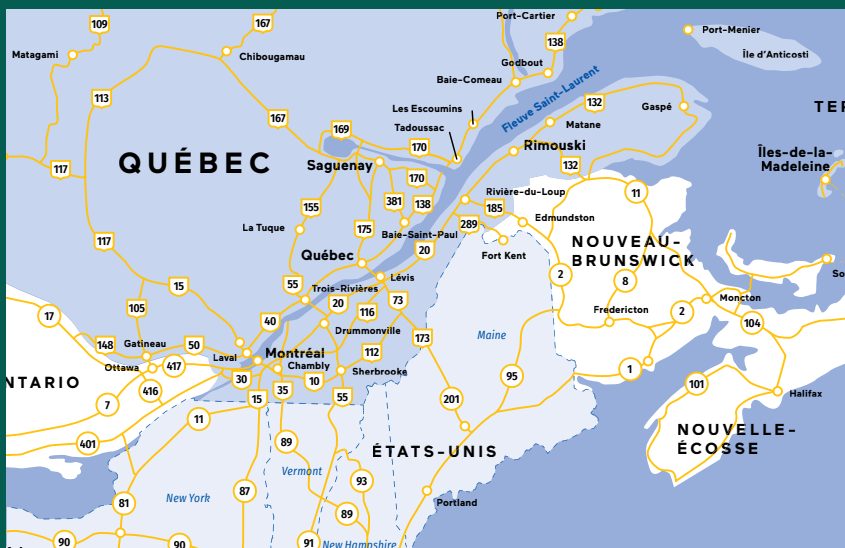 109
167
Port-Cartier
Port-Menier
Île d’Anticosti
Matagami
Chibougamau
138
Godbout
Baie-Comeau
113
Les Escoumins
Fleuve Saint-Laurent
132
Gaspé
TER
167
169
Tadoussac
Matane
170
Rimouski
QUÉBEC
117
Saguenay
132
Îles-de-la-
Madeleine
170
Rivière-du-Loup
11
155
381
138
185
La Tuque
175
Baie-Saint-Paul
289
Edmundston
117
20
Fort Kent
NOUVEAU-
BRUNSWICK
Québec
Lévis
2
8
So
15
55
Trois-Rivières
73
Moncton
105
20
116
Fredericton
2
17
40
Drummonville
173
104
148
Gatineau
50
Laval
Montréal
112
Maine
Ottawa
417
Chambly
Sherbrooke
1
NTARIO
416
30
10
95
101
35
15
55
201
Halifax
7
11
401
89
ÉTATS-UNIS
NOUVELLE-
ÉCOSSE
Vermont
93
New York
87
81
89
Portland
90
90
91
New Hampshire